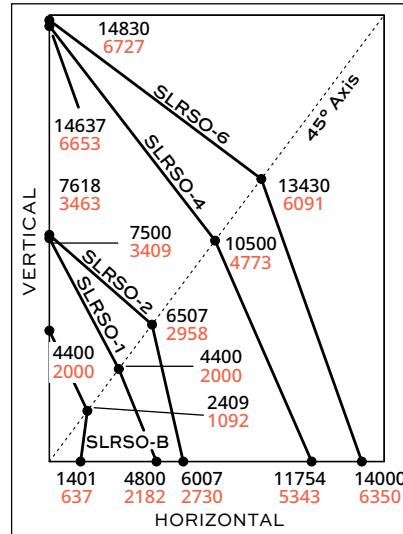 14830
6727
SLRSO-6
45° Axis
14637
6653
SLRSO-4
7618
3463
13430
6091
VERTICAL
7500
3409
10500
4773
SLRSO-2
SLRSO-1
6507
2958
4400
2000
4400
2000
2409
1092
SLRSO-B
1401 4800 6007 11754 14000
637 2182 2730 5343 6350
HORIZONTAL